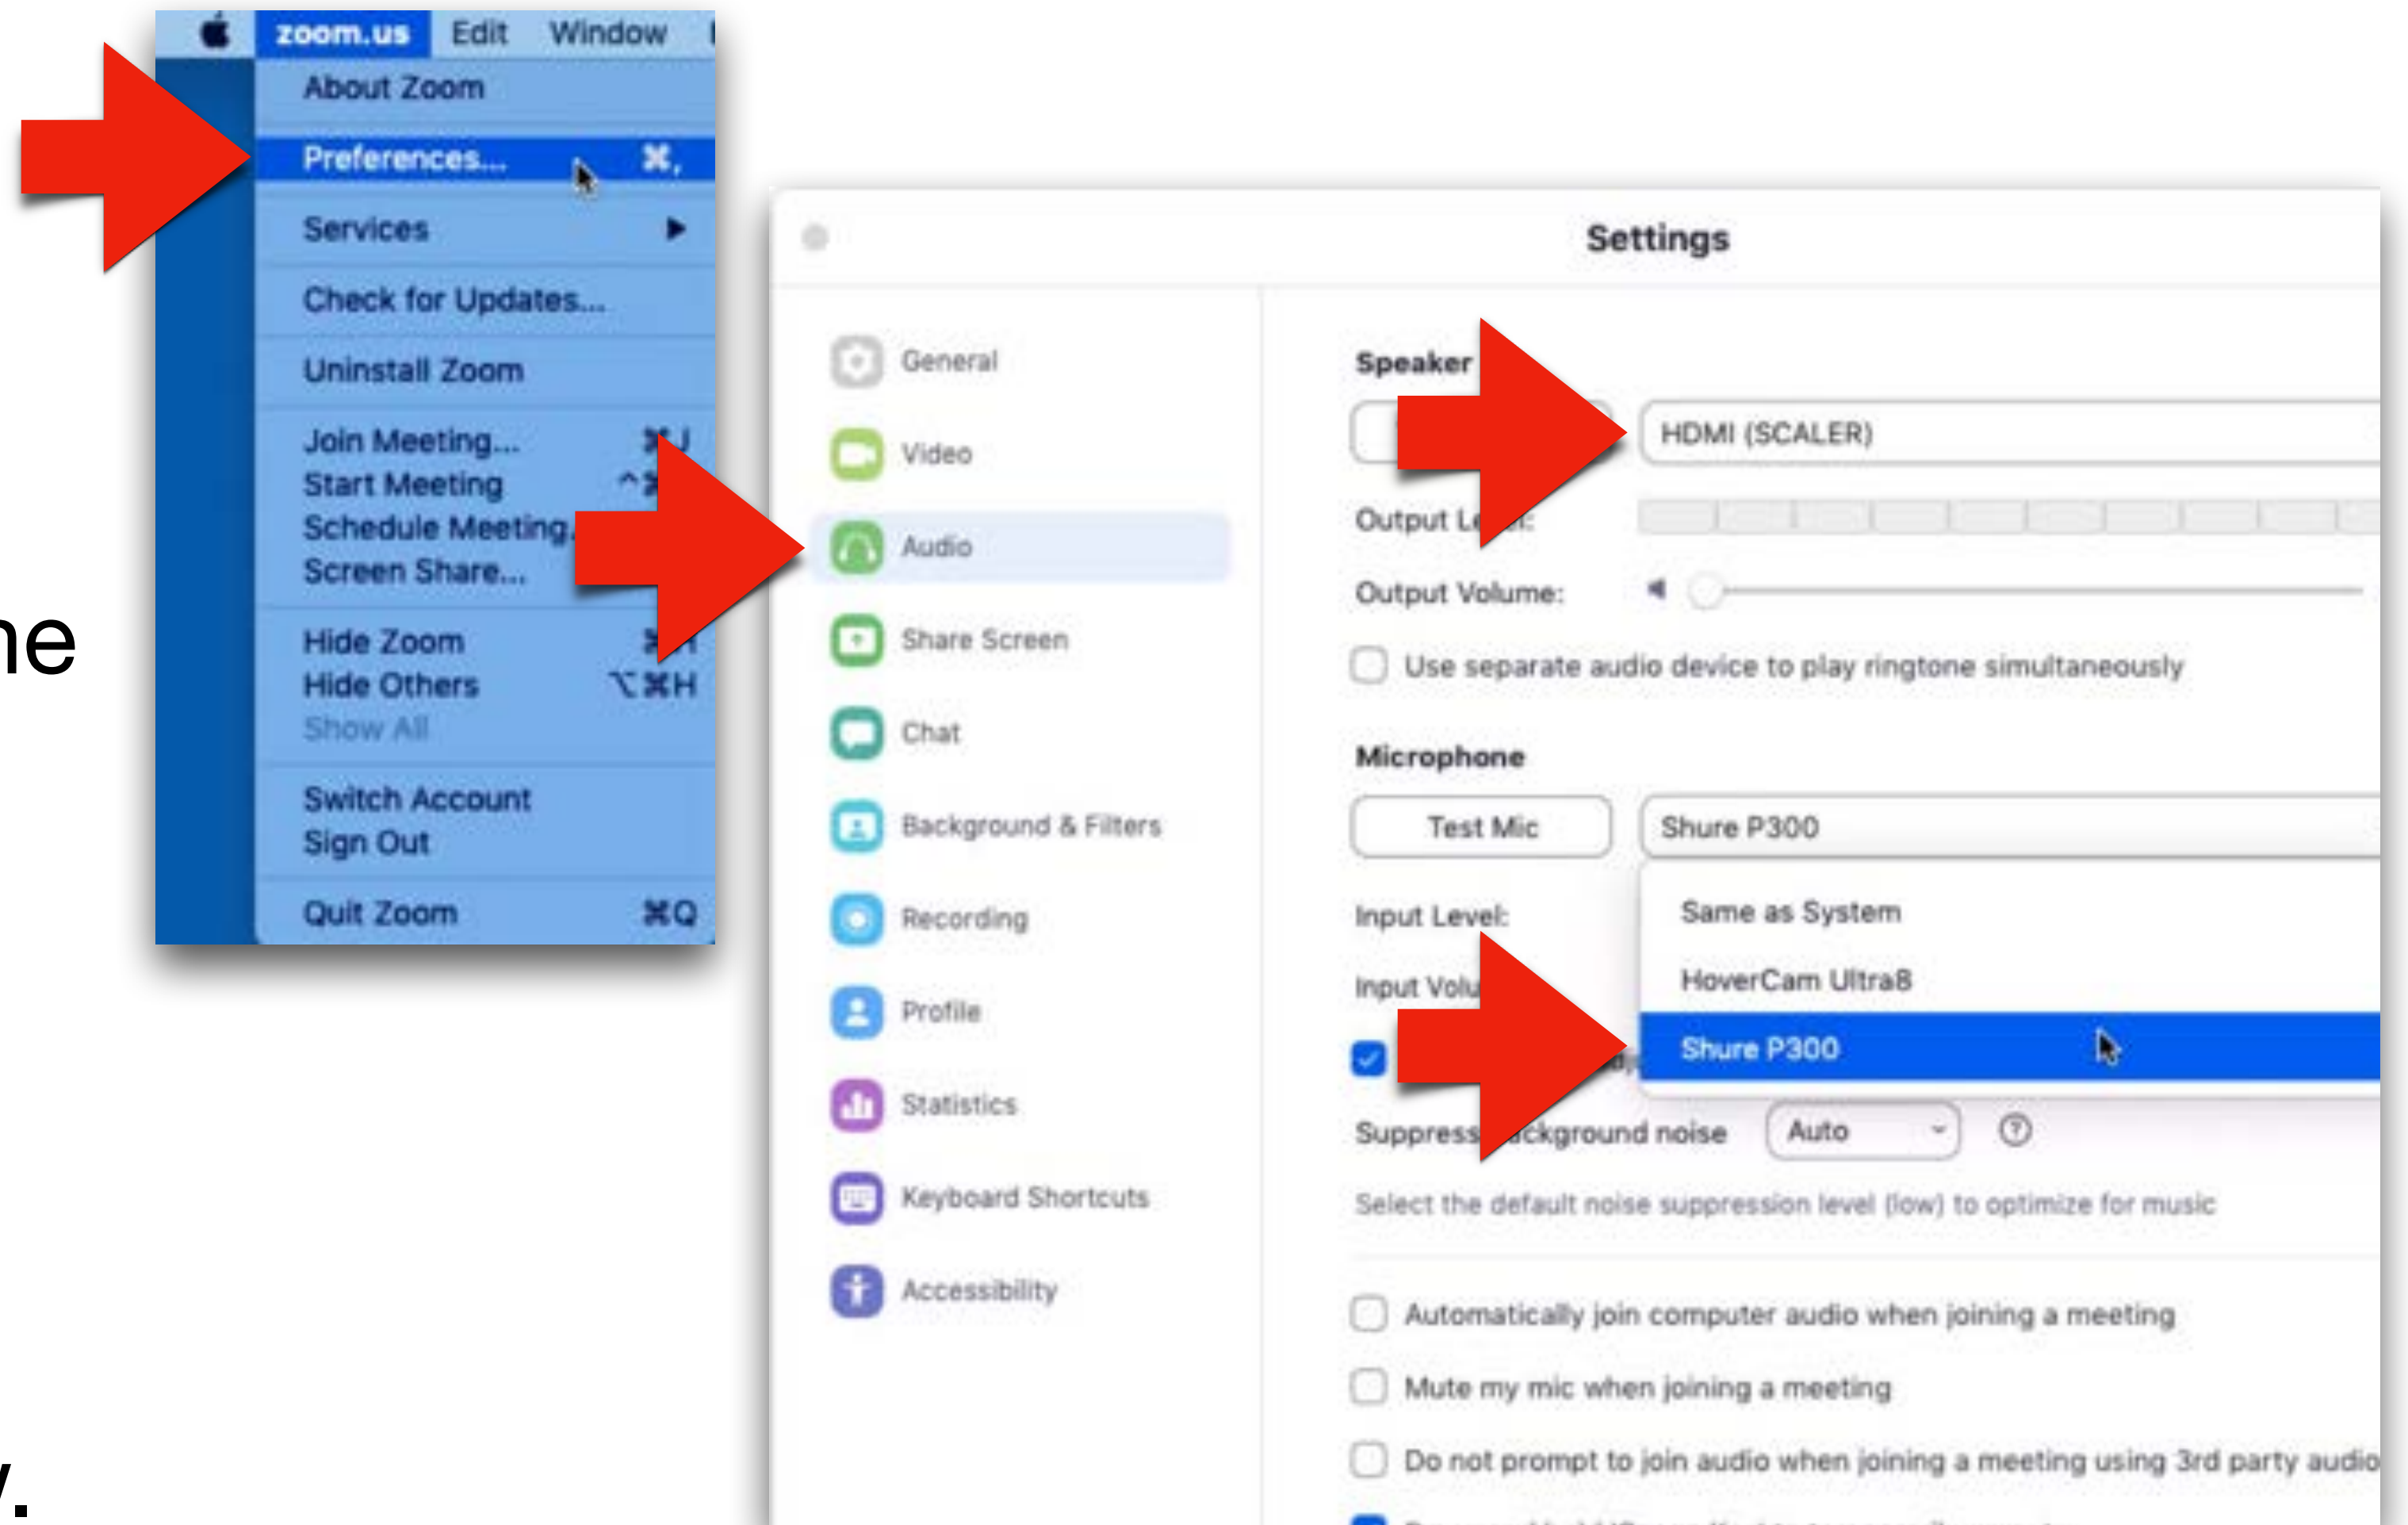 zoom.us Edit Window
About Zoom
Preferences... ⌘,
Services ▶
Check for Updates...
Uninstall Zoom
Join Meeting... ⌘J
Start Meeting
Schedule Meeting.
Screen Share...
Hide Zoom
Hide Others ⌥⌘H
Show All
Switch Account
Sign Out
Quit Zoom ⌘Q
Settings
General
Video
Audio
Share Screen
Chat
Background & Filters
Recording
Profile
Statistics
Keyboard Shortcuts
Accessibility
Speaker
HDMI (SCALER)
Output
Output Volume:
Use separate audio device to play ringtone simultaneously
Microphone
Test Mic Shure P300
Same as System
Input Level:
HoverCam Ultra8
Input
Shure P300
Suppress background noise Auto
Select the default noise suppression level (low) to optimize for music
Automatically join computer audio when joining a meeting
Mute my mic when joining a meeting
Do not prompt to join audio when joining a meeting using 3rd party audio